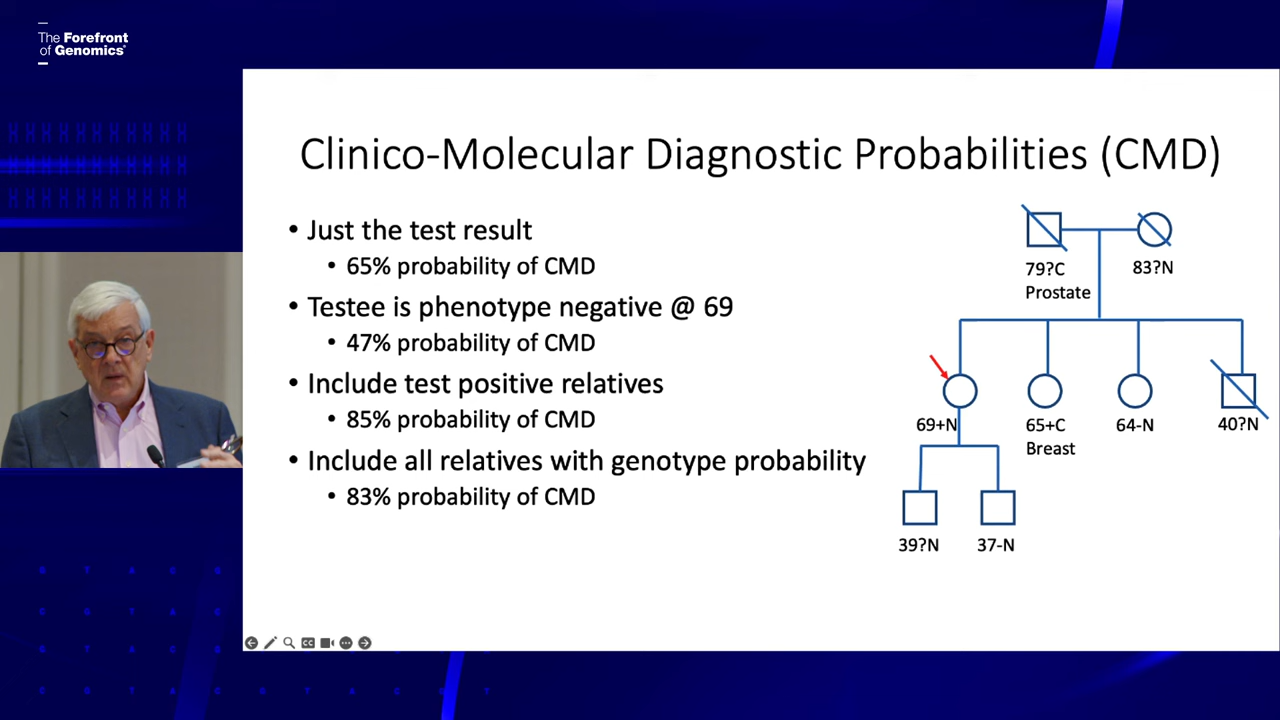 The Forefront
of Genomics
Clinico-Molecular Diagnostic Probabilities (CMD)
• Just the test result
• 65% probability of CMD
• Testee is phenotype negative @ 69
• 47% probability of CMD
• Include test positive relatives
• 85% probability of CMD
• Include all relatives with genotype probability
• 83% probability of CMD
79?C
Prostate
83?N
69+N
65+C
Breast
64-N
40?N
39?N
37-N